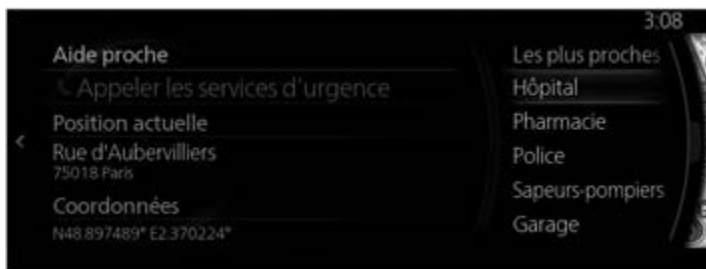 3:08
Aide proche
Appeler les services d'urgence
Position actuelle
Rue d'Aubervilliers
75018 Paris
Coordonnées
N48.897489° E2.370224°
Les plus proches
Hôpital
Pharmacie
Police
Sapeurs-pompiers
Garage